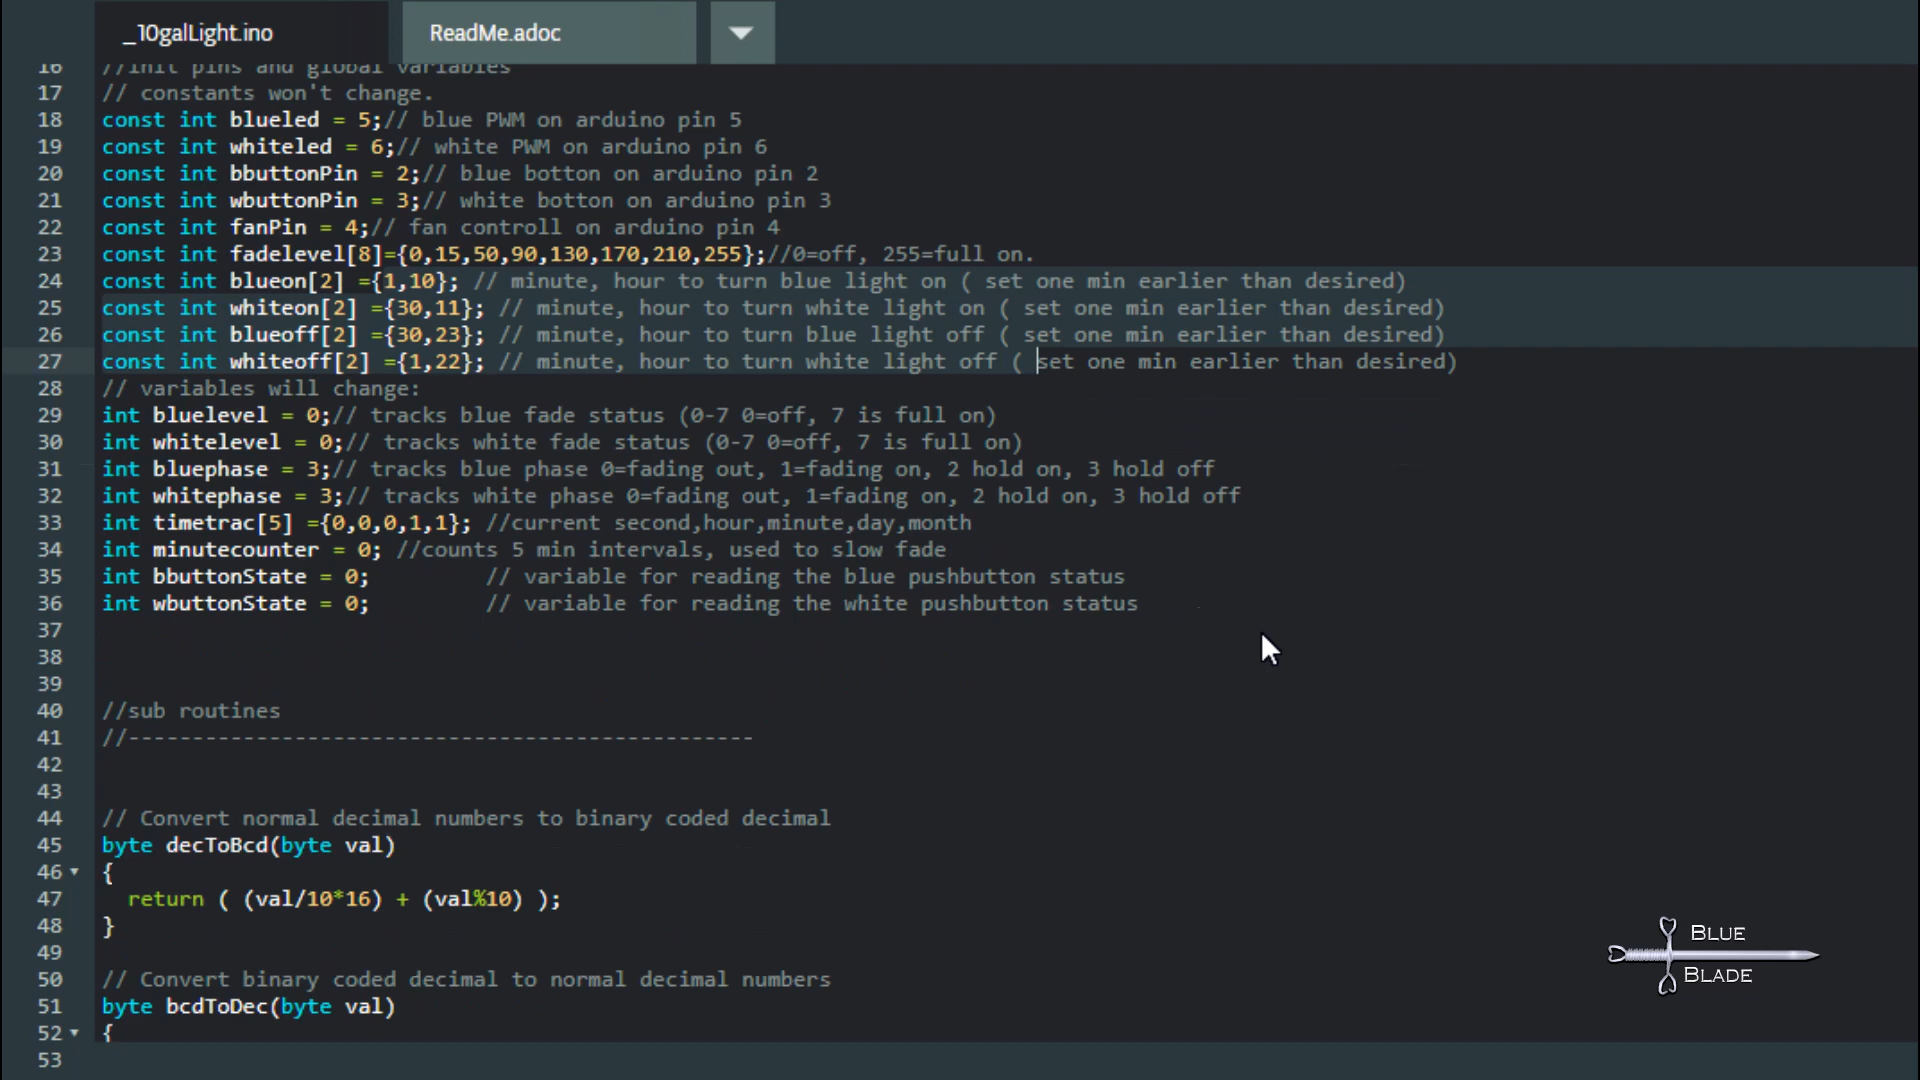 _10galLight.ino
ReadMe.adoc
16 //init pins and global variables
17 // constants won't change.
18 const int blueled = 5;// blue PWM on arduino pin 5
19 const int whiteled = 6;// white PWM on arduino pin 6
20 const int bbuttonPin = 2;// blue botton on arduino pin 2
21 const int wbuttonPin = 3;// white botton on arduino pin 3
22 const int fanPin = 4;// fan controll on arduino pin 4
23 const int fadelevel[8]={0,15,50,90,130,170,210,255};//0=off, 255=full on.
24 const int blueon[2] ={1,10}; // minute, hour to turn blue light on ( set one min earlier than desired)
25 const int whiteon[2] ={30,11}; // minute, hour to turn white light on ( set one min earlier than desired)
26 const int blueoff[2] ={30,23}; // minute, hour to turn blue light off ( set one min earlier than desired)
27 const int whiteoff[2] ={1,22}; // minute, hour to turn white light off ( set one min earlier than desired)
28 // variables will change:
29 int bluelevel = 0;// tracks blue fade status (0-7 0=off, 7 is full on)
30 int whitelevel = 0;// tracks white fade status (0-7 0=off, 7 is full on)
31 int bluephase = 3;// tracks blue phase 0=fading out, 1=fading on, 2 hold on, 3 hold off
32 int whitephase = 3;// tracks white phase 0=fading out, 1=fading on, 2 hold on, 3 hold off
33 int timetrac[5] ={0,0,0,1,1}; //current second,hour,minute,day,month
34 int minutecounter = 0; //counts 5 min intervals, used to slow fade
35 int bbuttonState = 0;         // variable for reading the blue pushbutton status
36 int wbuttonState = 0;         // variable for reading the white pushbutton status
37
38
39
40 //sub routines
41 //-------------------------------------------------
42
43
44 // Convert normal decimal numbers to binary coded decimal
45 byte decToBcd(byte val)
46 {
47   return ( (val/10*16) + (val%10) );
48 }
49
50 // Convert binary coded decimal to normal decimal numbers
51 byte bcdToDec(byte val)
52 {
53
BLUE
BLADE